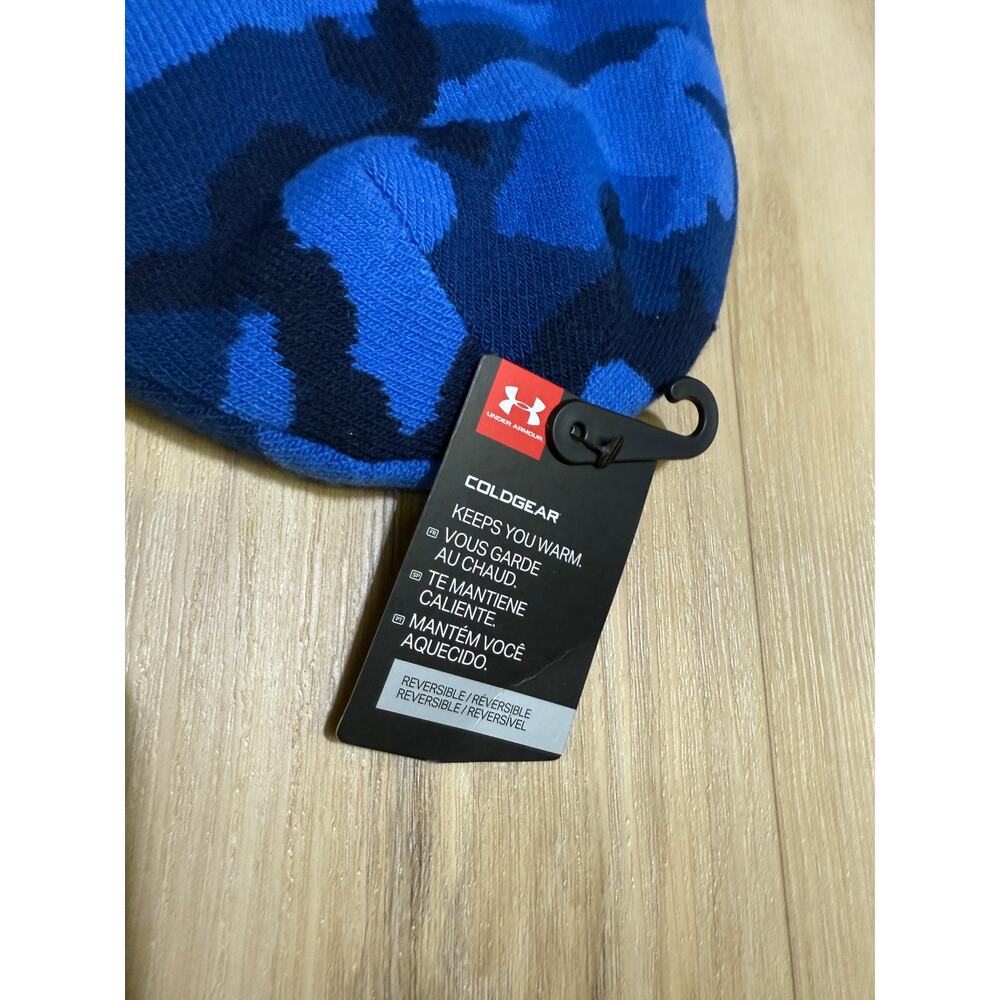 UNDER ARMOUR
COLDGEAR
KEEPS YOU WARM.
FR VOUS GARDE
AU CHAUD.
SP TE MANTIENE
CALIENTE.
PT MANTÉM VOCÊ
AQUECIDO.
REVERSIBLE / RÉVERSIBLE
REVERSIBLE / REVERSÍVEL